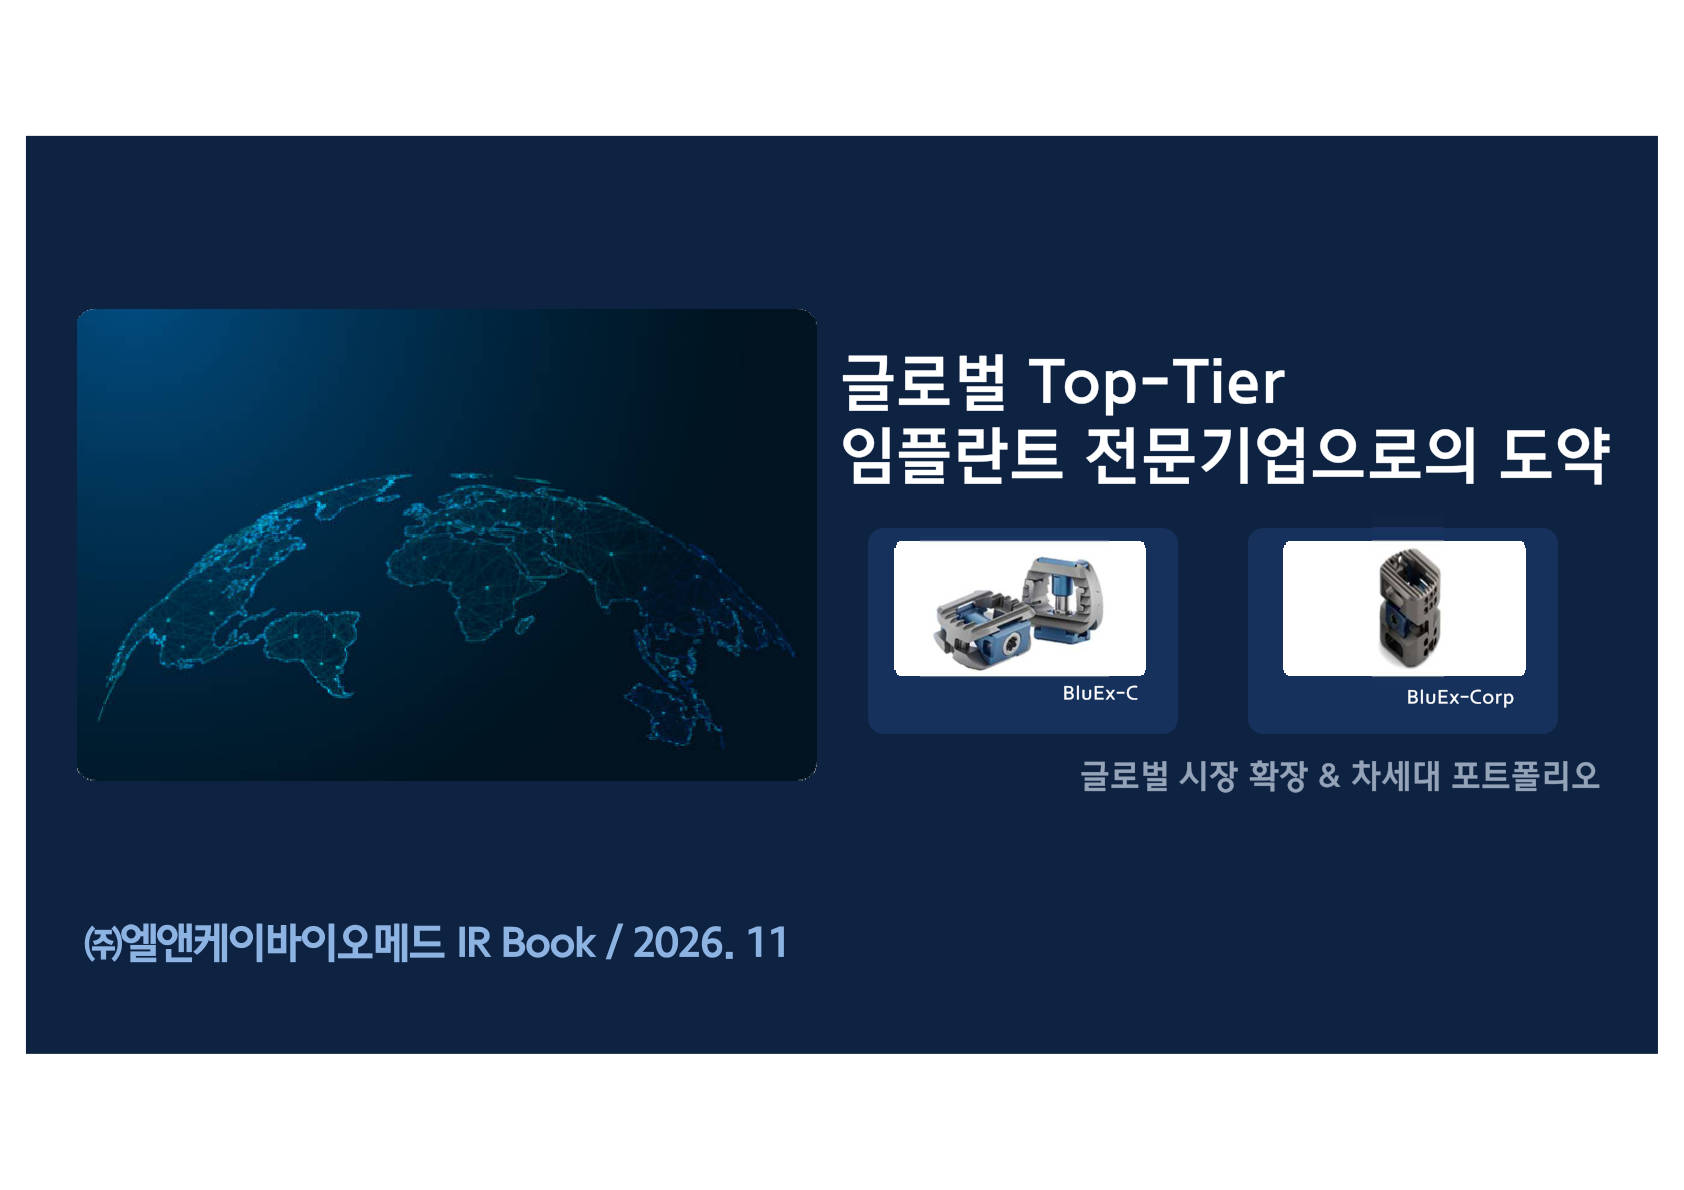 글로벌 Top-Tier
임플란트 전문기업으로의 도약
BluEx-C
BluEx-Corp
글로벌 시장 확장 & 차세대 포트폴리오
㈜엘앤케이바이오메드 IR Book / 2026. 11